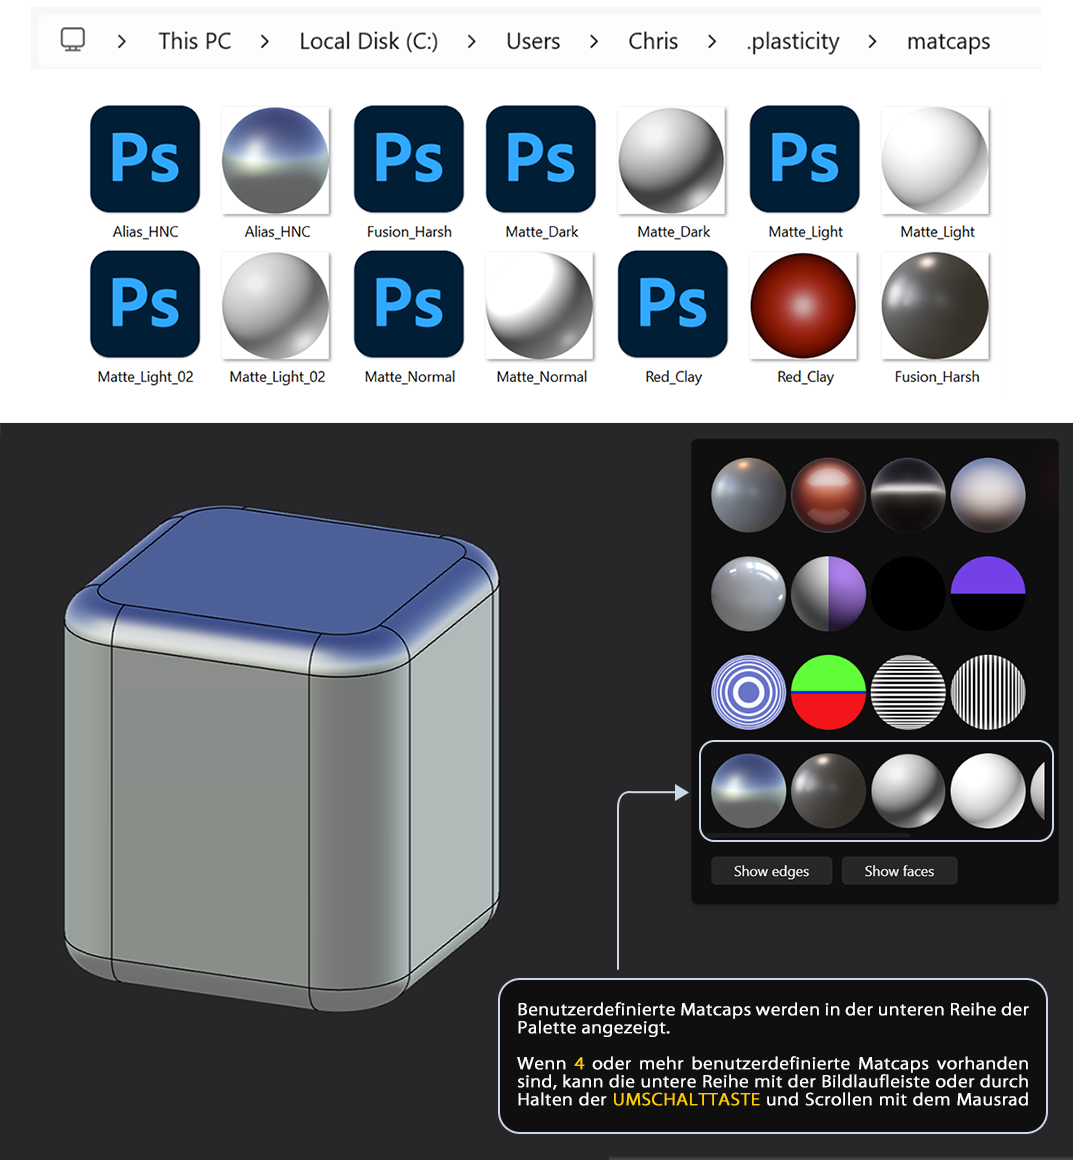 This PC > Local Disk (C:) > Users > Chris > .plasticity > matcaps
Ps Ps Ps Ps
Alias_HNC Alias_HNC Fusion_Harsh Matte_Dark Matte_Dark Matte_Light Matte_Light
Ps Ps Ps
Matte_Light_02 Matte_Light_02 Matte_Normal Matte_Normal Red_Clay Red_Clay Fusion_Harsh
Show edges Show faces
Benutzerdefinierte Matcaps werden in der unteren Reihe der
Palette angezeigt.
Wenn 4 oder mehr benutzerdefinierte Matcaps vorhanden
sind, kann die untere Reihe mit der Bildlaufleiste oder durch
Halten der UMSCHALTTASTE und Scrollen mit dem Mausrad